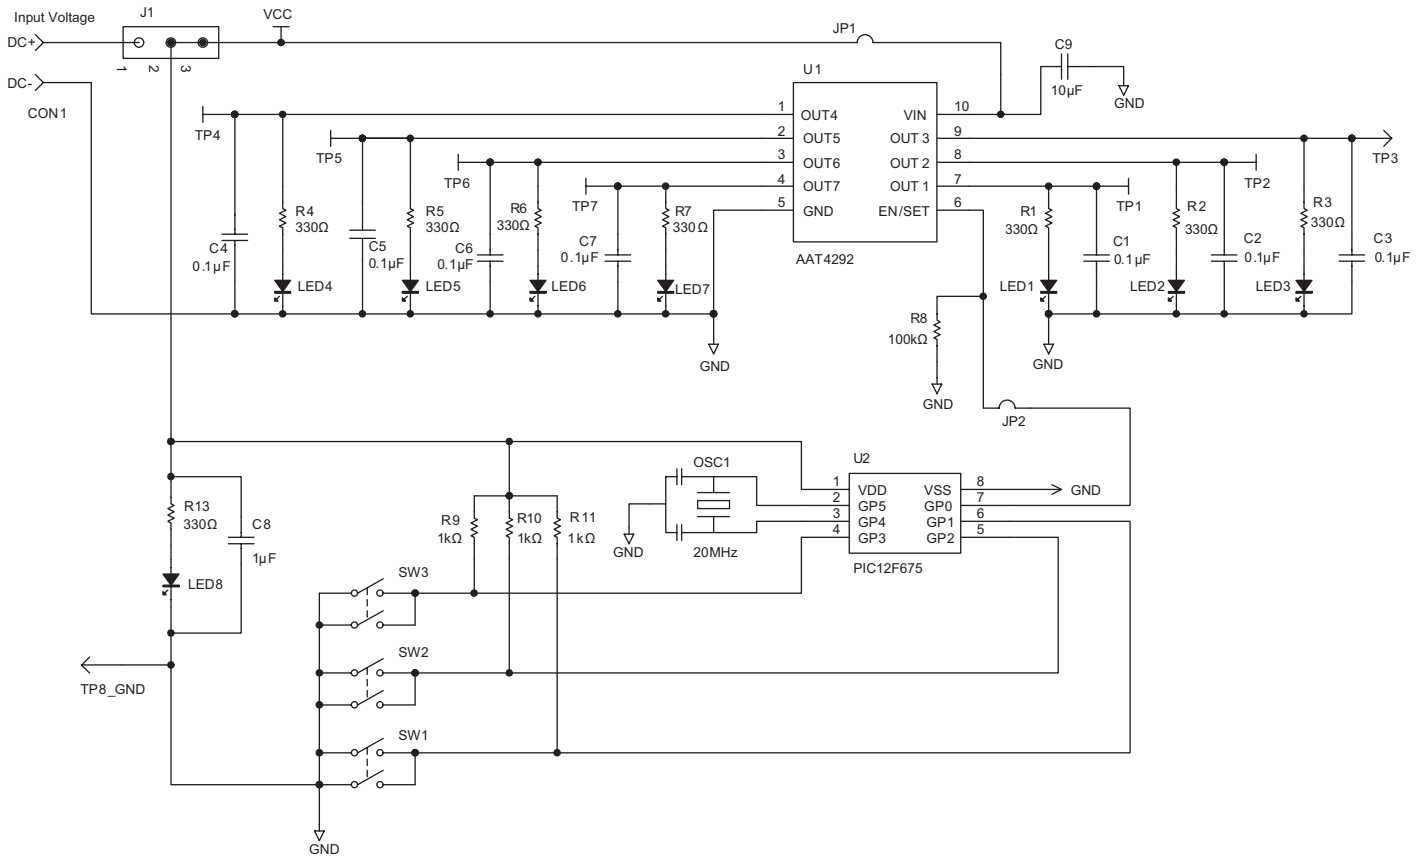 Input Voltage
J1
VCC
DC+
JP1
1
2
3
DC-
CON1
C9
10µF
GND
U1
TP4
1
OUT4
VIN
10
TP5
2
OUT5
OUT 3
9
TP3
TP6
3
OUT6
OUT 2
8
TP2
TP7
4
OUT7
OUT 1
7
TP1
5
GND
EN/SET
6
AAT4292
C4
0.1µF
R4
330Ω
LED4
C5
0.1µF
R5
330Ω
LED5
C6
0.1µF
R6
330Ω
LED6
C7
0.1µF
R7
330Ω
LED7
GND
R1
330Ω
LED1
C1
0.1µF
R2
330Ω
LED2
C2
0.1µF
R3
330Ω
LED3
C3
0.1µF
GND
R8
100kΩ
GND
JP2
R13
330Ω
C8
1µF
LED8
TP8_GND
R9
1kΩ
R10
1kΩ
R11
1kΩ
OSC1
20MHz
GND
U2
1
VDD
VSS
8
GND
2
GP5
GP0
7
3
GP4
GP1
6
4
GP3
GP2
5
PIC12F675
SW3
SW2
SW1
GND